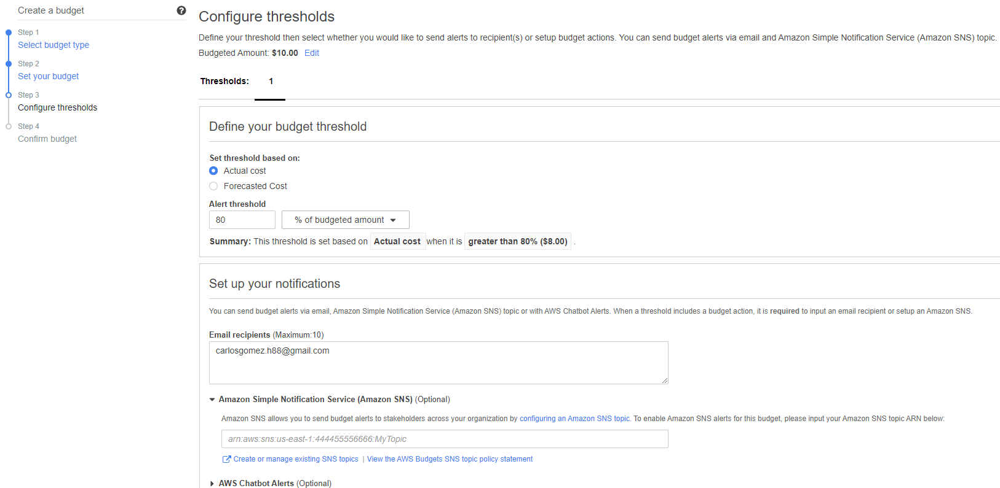 Create a budget
Step 1
Select budget type
Step 2
Set your budget
Step 3
Configure thresholds
Step 4
Confirm budget
Configure thresholds
Define your threshold then select whether you would like to send alerts to recipient(s) or setup budget actions. You can send budget alerts via email and Amazon Simple Notification Service (Amazon SNS) topic.
Budgeted Amount: $10.00 Edit
Thresholds: 1
Define your budget threshold
Set threshold based on:
Actual cost
Forecasted Cost
Alert threshold
80 % of budgeted amount
Summary: This threshold is set based on Actual cost when it is greater than 80% ($8.00) .
Set up your notifications
You can send budget alerts via email, Amazon Simple Notification Service (Amazon SNS) topic or with AWS Chatbot Alerts. When a threshold includes a budget action, it is required to input an email recipient or setup an Amazon SNS.
Email recipients (Maximum:10)
carlosgomez.h88@gmail.com
Amazon Simple Notification Service (Amazon SNS) (Optional)
Amazon SNS allows you to send budget alerts to stakeholders across your organization by configuring an Amazon SNS topic. To enable Amazon SNS alerts for this budget, please input your Amazon SNS topic ARN below:
arn:aws:sns:us-east-1:444455556666:MyTopic
Create or manage existing SNS topics | View the AWS Budgets SNS topic policy statement
AWS Chatbot Alerts (Optional)